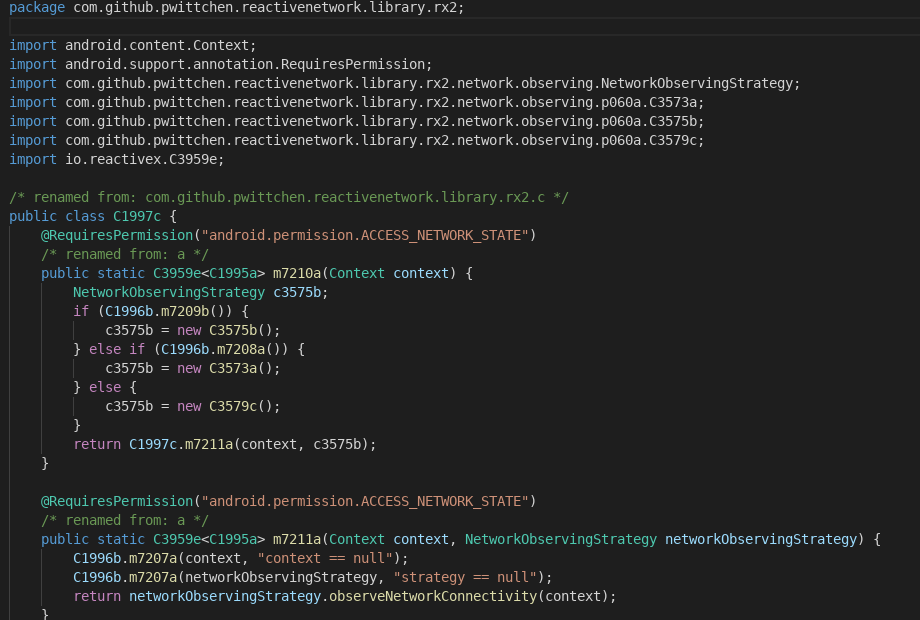 package com.github.pwittchen.reactivenetwork.library.rx2;
import android.content.Context;
import android.support.annotation.RequiresPermission;
import com.github.pwittchen.reactivenetwork.library.rx2.network.observing.NetworkObservingStrategy;
import com.github.pwittchen.reactivenetwork.library.rx2.network.observing.p060a.C3573a;
import com.github.pwittchen.reactivenetwork.library.rx2.network.observing.p060a.C3575b;
import com.github.pwittchen.reactivenetwork.library.rx2.network.observing.p060a.C3579c;
import io.reactivex.C3959e;
/* renamed from: com.github.pwittchen.reactivenetwork.library.rx2.c */
public class C1997c {
@RequiresPermission("android.permission.ACCESS_NETWORK_STATE")
/* renamed from: a */
public static C3959e<C1995a> m7210a(Context context) {
NetworkObservingStrategy c3575b;
if (C1996b.m7209b()) {
c3575b = new C3575b();
} else if (C1996b.m7208a()) {
c3575b = new C3573a();
} else {
c3575b = new C3579c();
}
return C1997c.m7211a(context, c3575b);
}
@RequiresPermission("android.permission.ACCESS_NETWORK_STATE")
/* renamed from: a */
public static C3959e<C1995a> m7211a(Context context, NetworkObservingStrategy networkObservingStrategy) {
C1996b.m7207a(context, "context == null");
C1996b.m7207a(networkObservingStrategy, "strategy == null");
return networkObservingStrategy.observeNetworkConnectivity(context);
}